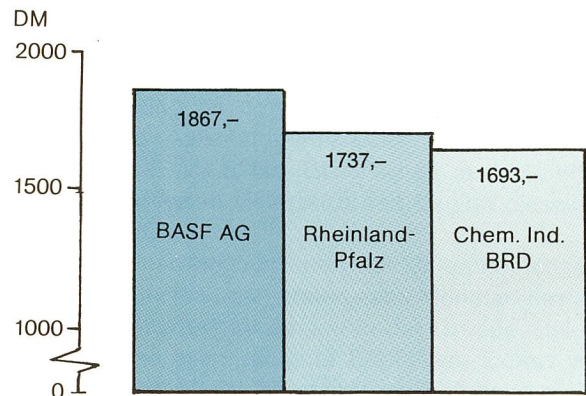 DM
2000
1500
1000
0
1867,–
BASF AG
1737,–
Rheinland-
Pfalz
1693,–
Chem. Ind.
BRD